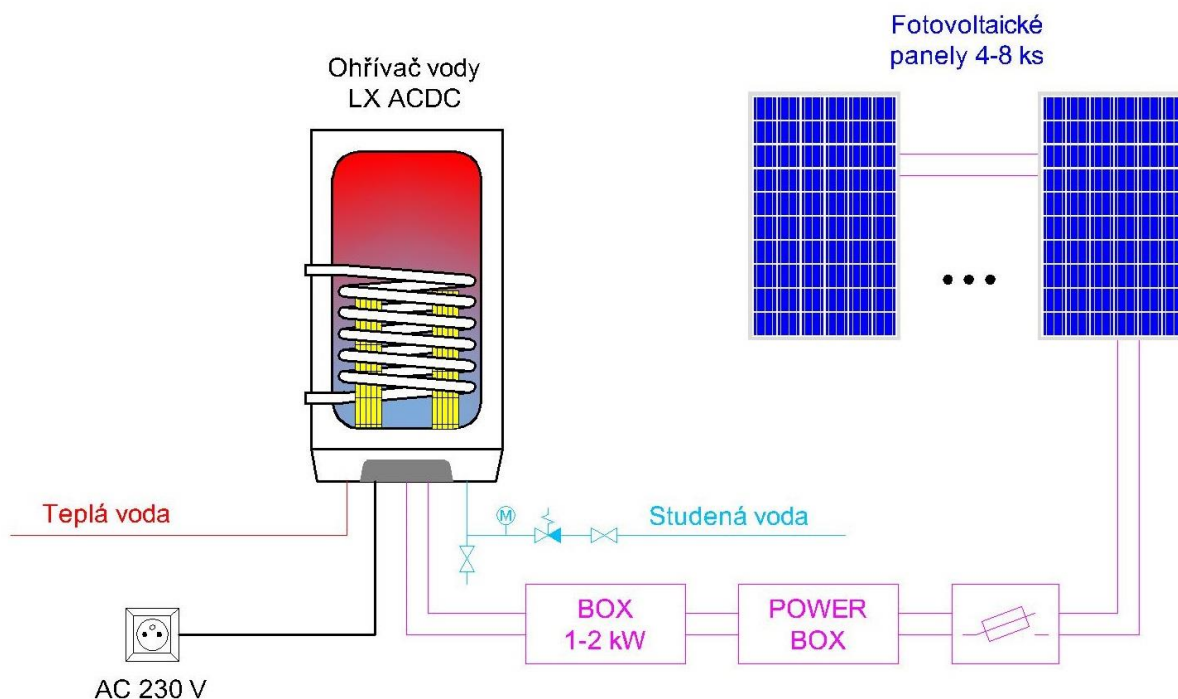 Fotovoltaické
panely 4-8 ks
Ohřívač vody
LX ACDC
Teplá voda
M
Studená voda
BOX
1-2 kW
POWER
BOX
AC 230 V